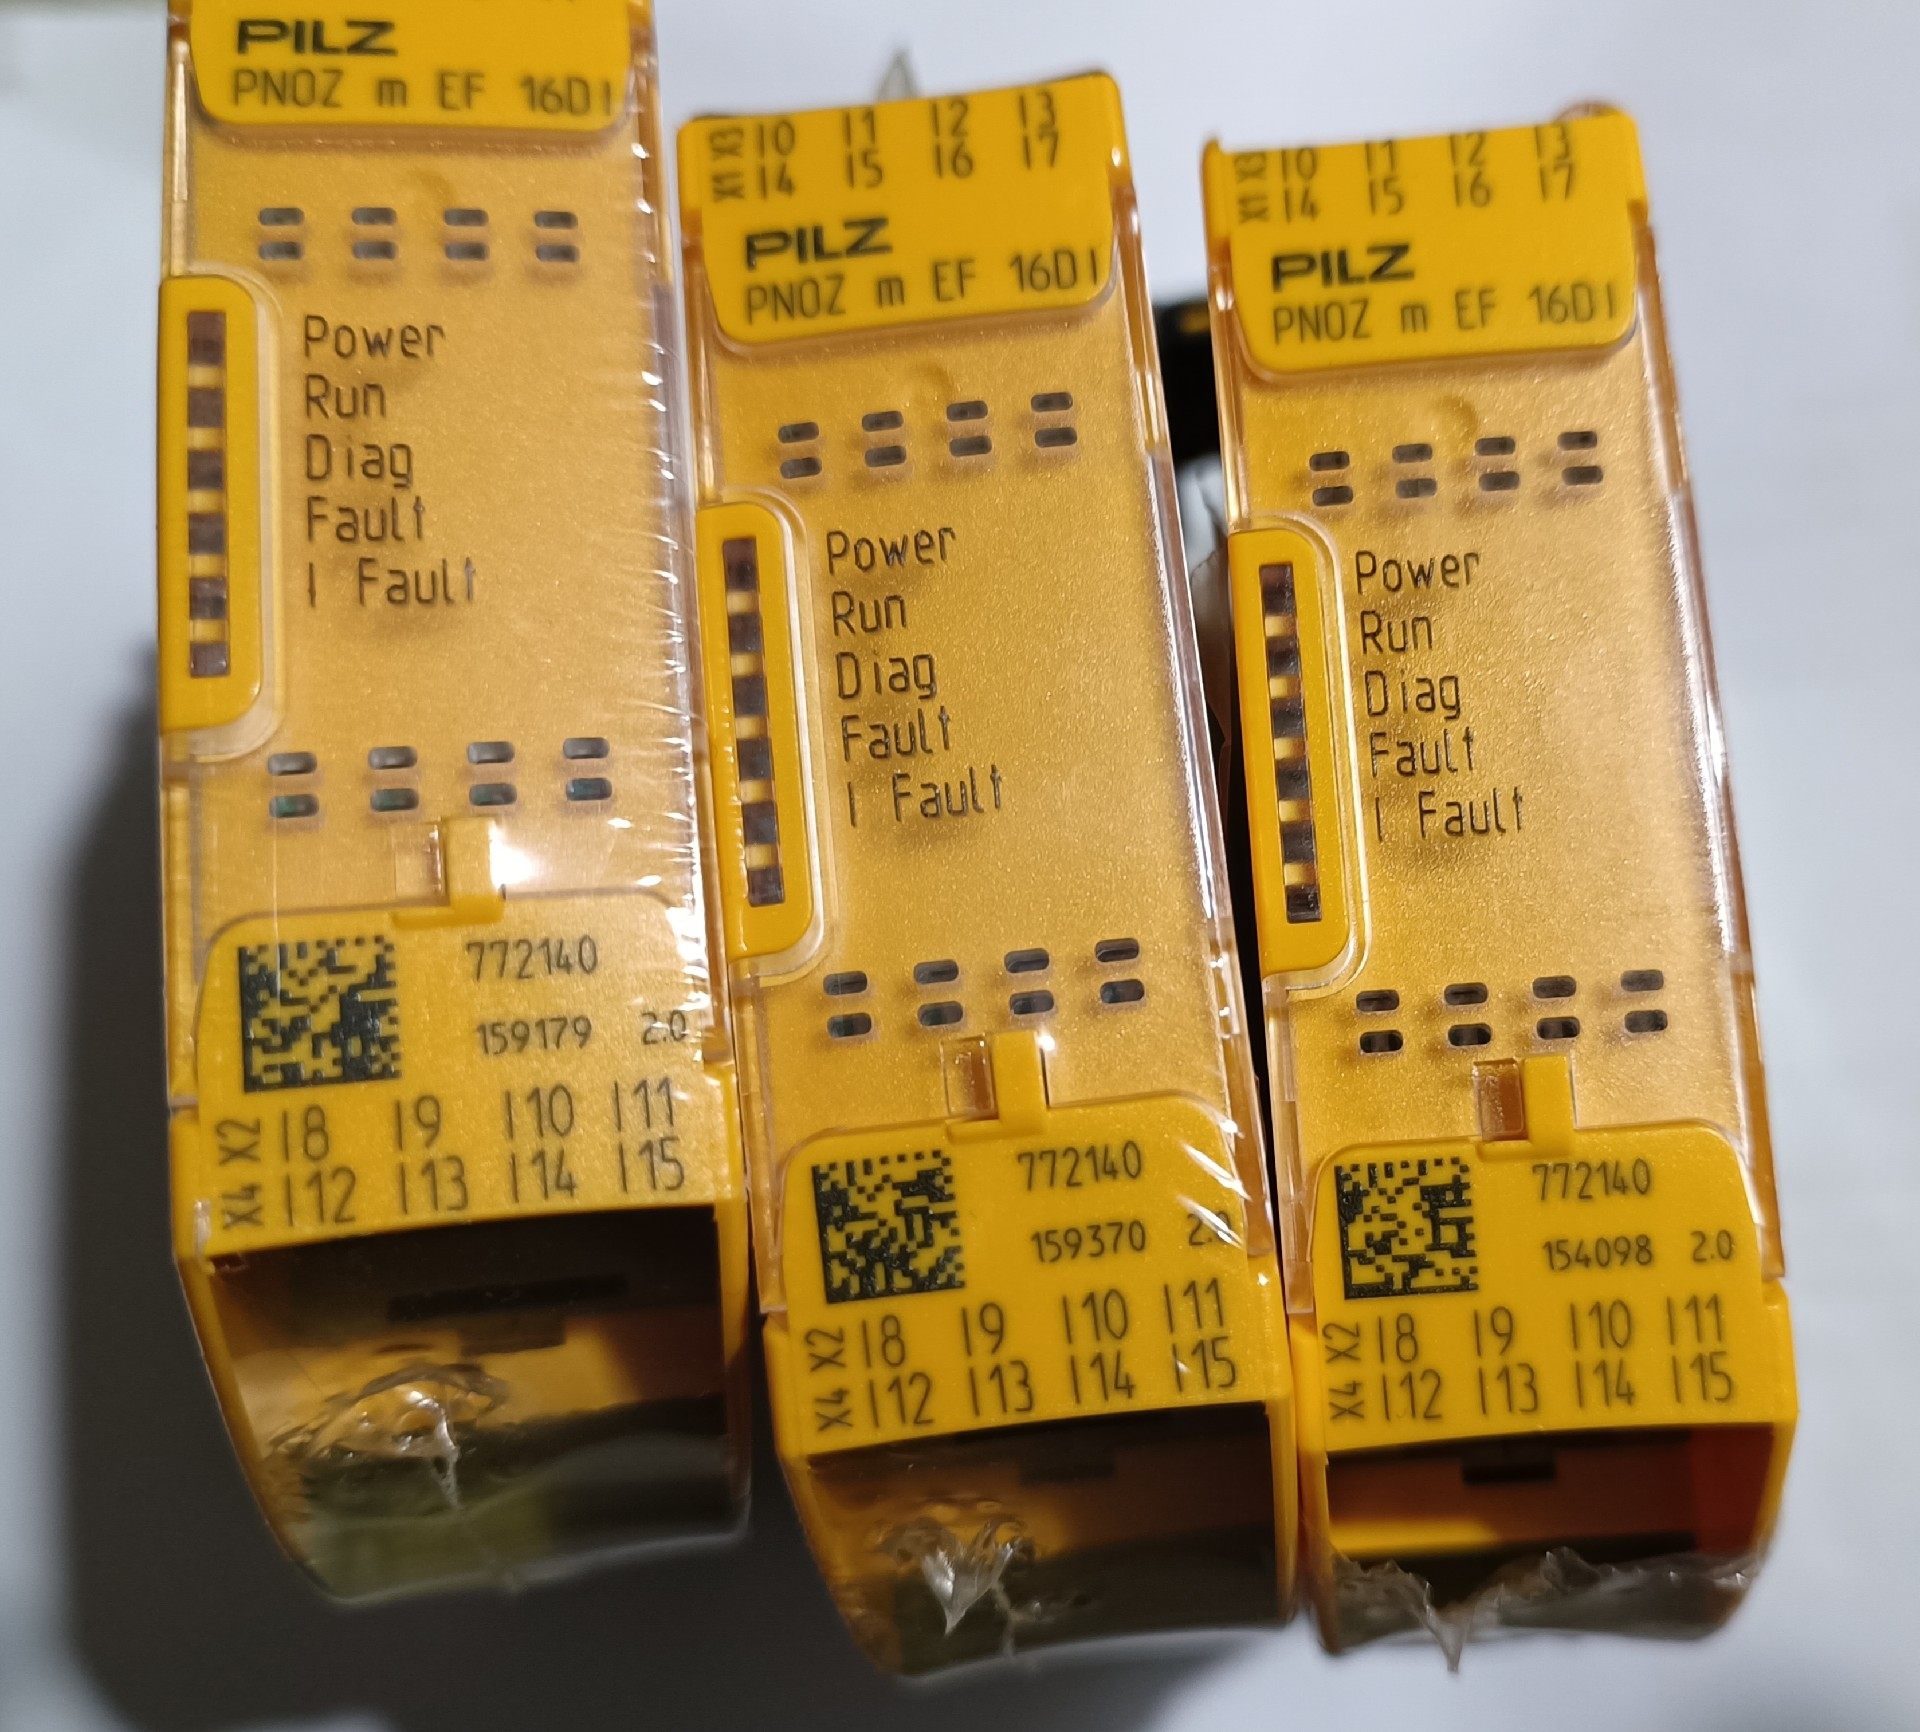 PILZ
PNOZ m EF 16DI
Power
Run
Diag
Fault
I Fault
772140
159179 2.0
X2 I8 I9 I10 I11
X4 I12 I13 I14 I15
X3 I0 I1 I2 I3
X1 I4 I5 I6 I7
PILZ
PNOZ m EF 16DI
Power
Run
Diag
Fault
I Fault
772140
159370 2.0
X2 I8 I9 I10 I11
X4 I12 I13 I14 I15
X3 I0 I1 I2 I3
X1 I4 I5 I6 I7
PILZ
PNOZ m EF 16DI
Power
Run
Diag
Fault
I Fault
772140
154098 2.0
X2 I8 I9 I10 I11
X4 I12 I13 I14 I15